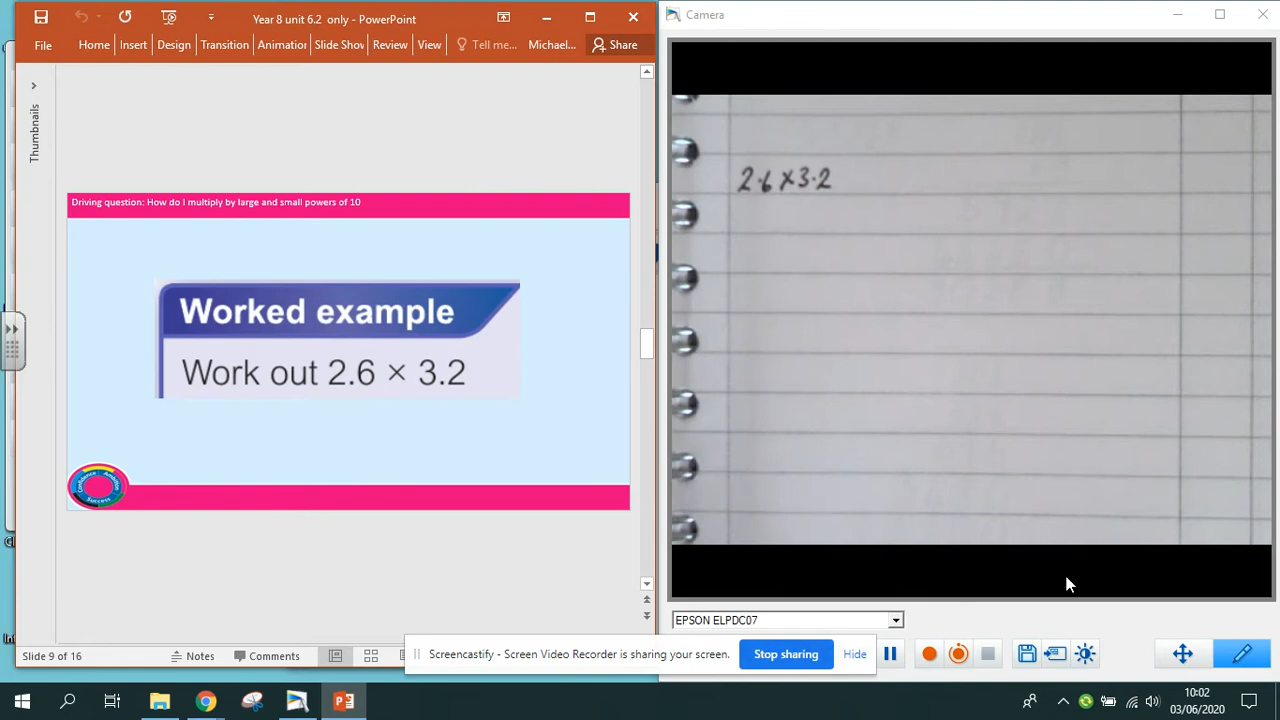 Year 8 unit 6.2 only - PowerPoint
File Home Insert Design Transition Animation Slide Show Review View Tell me... Michael... Share
Thumbnails
Driving question: How do I multiply by large and small powers of 10
Worked example
Work out 2.6 × 3.2
Confidence Ambition
Success
Slide 9 of 16 Notes Comments
Camera
2.6 × 3.2
EPSON ELPDC07
Screencastify - Screen Video Recorder is sharing your screen. Stop sharing Hide
10:02
03/06/2020